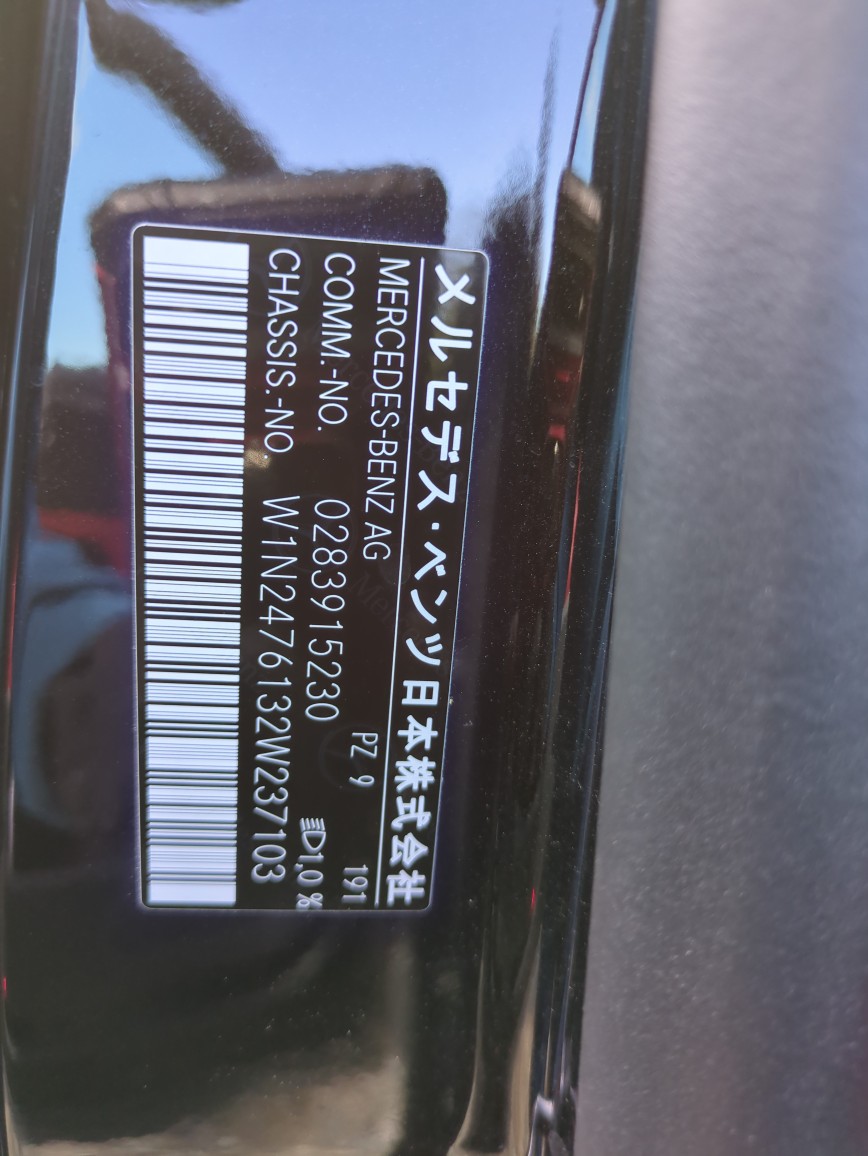 メルセデス・ベンツ日本株式会社
MERCEDES-BENZ AG PZ 9 191
COMM.-NO. 0283915230 1,0 %
CHASSIS.-NO W1N2476132W237103